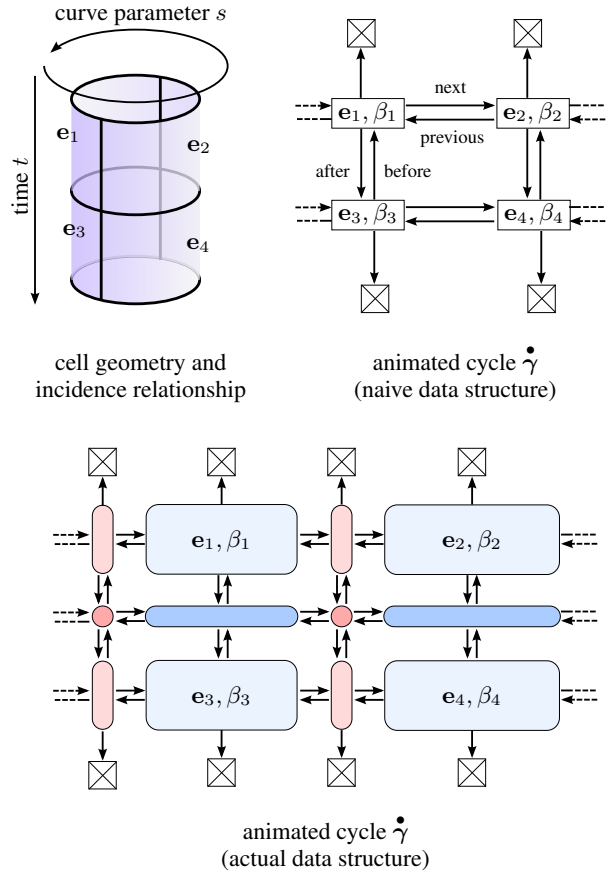 curve parameter s
time t
e₁
e₂
e₃
e₄
cell geometry and
incidence relationship
e₁, β₁
next
e₂, β₂
previous
after
before
e₃, β₃
e₄, β₄
animated cycle γ̇
(naive data structure)
e₁, β₁
e₂, β₂
e₃, β₃
e₄, β₄
animated cycle γ̇
(actual data structure)